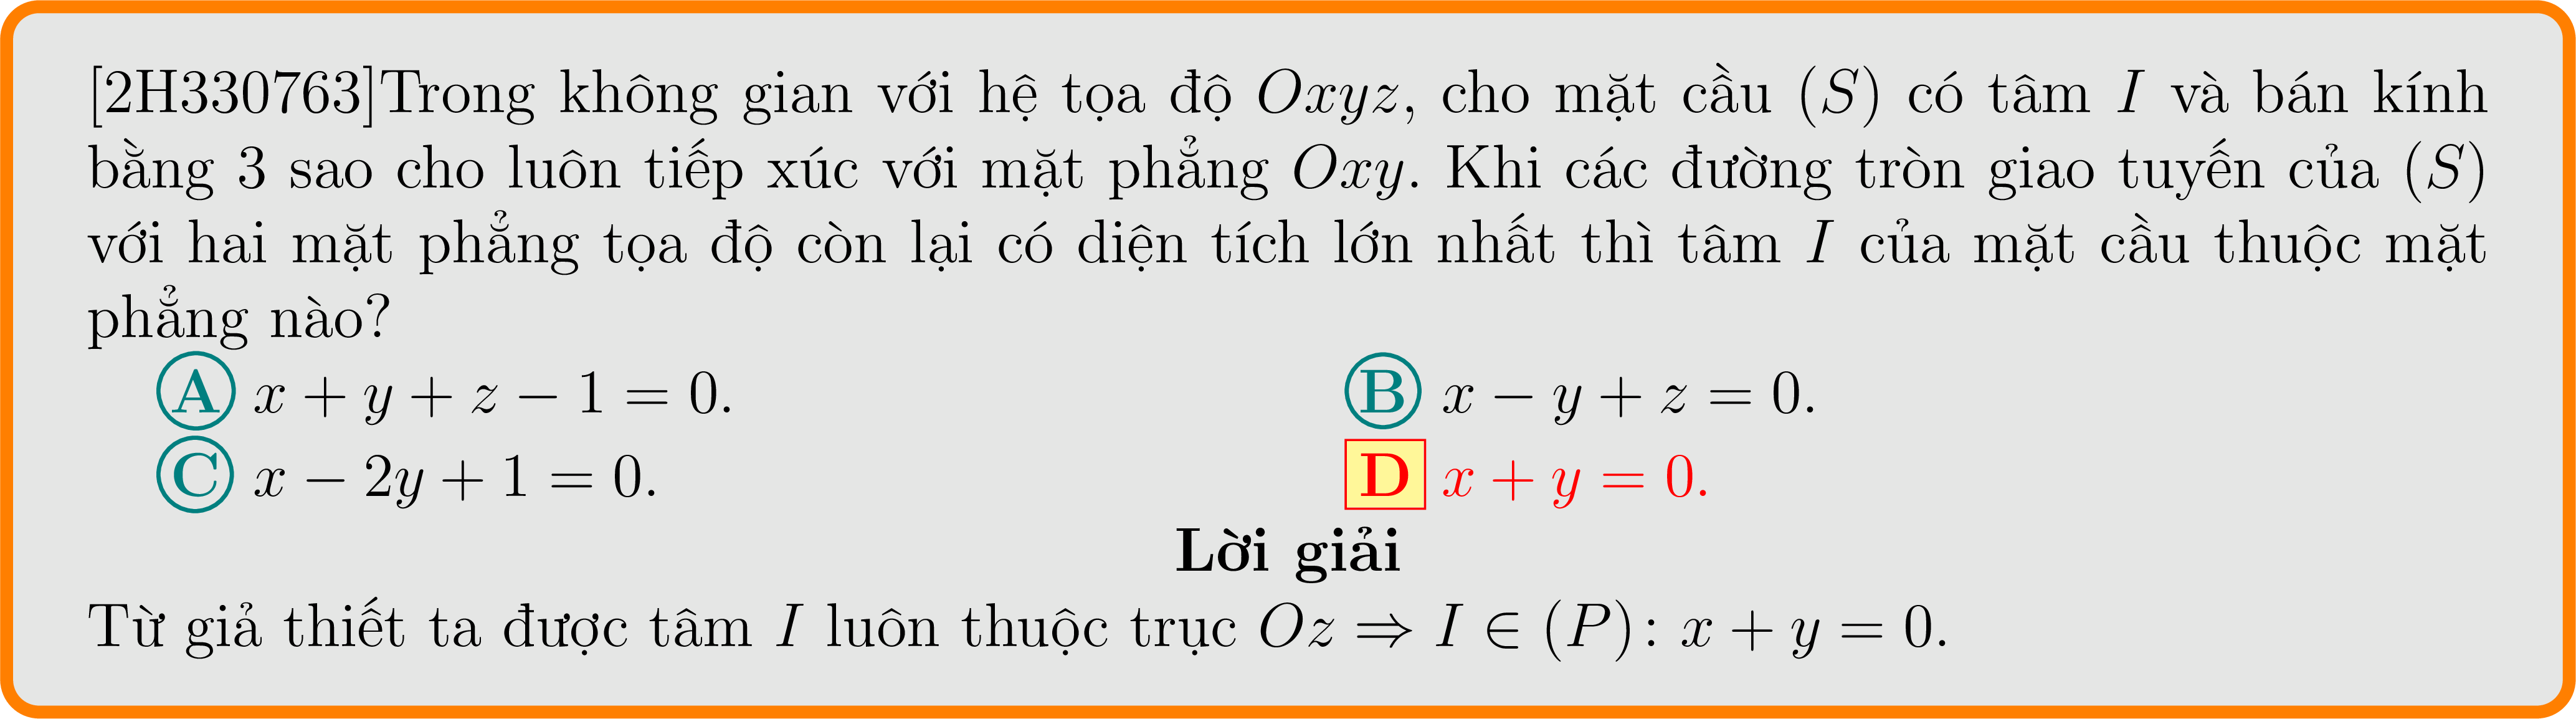 [2H330763]Trong không gian với hệ tọa độ Oxyz, cho mặt cầu (S) có tâm I và bán kính
bằng 3 sao cho luôn tiếp xúc với mặt phẳng Oxy. Khi các đường tròn giao tuyến của (S)
với hai mặt phẳng tọa độ còn lại có diện tích lớn nhất thì tâm I của mặt cầu thuộc mặt
phẳng nào?
A x + y + z − 1 = 0.
B x − y + z = 0.
C x − 2y + 1 = 0.
D x + y = 0.
Lời giải
Từ giả thiết ta được tâm I luôn thuộc trục Oz ⇒ I ∈ (P): x + y = 0.